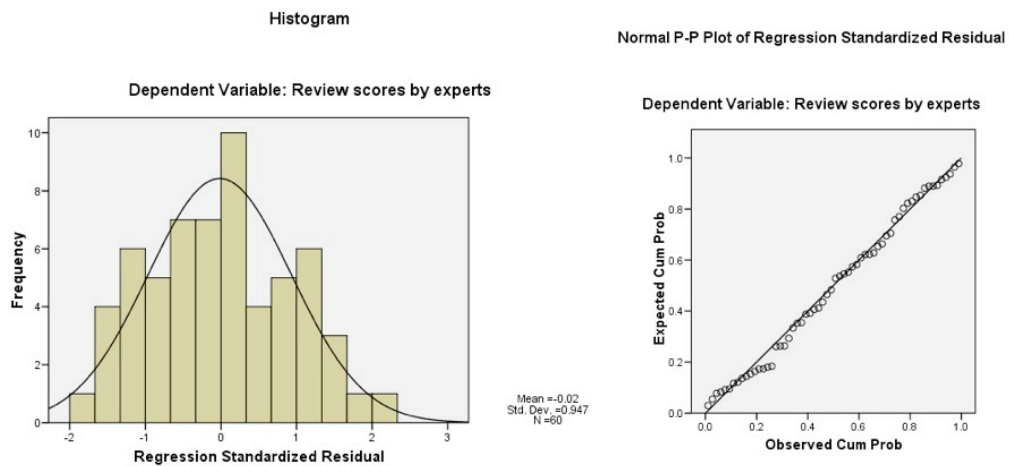 Histogram
Dependent Variable: Review scores by experts
Frequency
10
8
6
4
2
0
-2
-1
0
1
2
3
Regression Standardized Residual
Mean =-0.02
Std. Dev. =0.947
N =60
Normal P-P Plot of Regression Standardized Residual
Dependent Variable: Review scores by experts
Expected Cum Prob
1.0
0.8
0.6
0.4
0.2
0.0
0.0
0.2
0.4
0.6
0.8
1.0
Observed Cum Prob